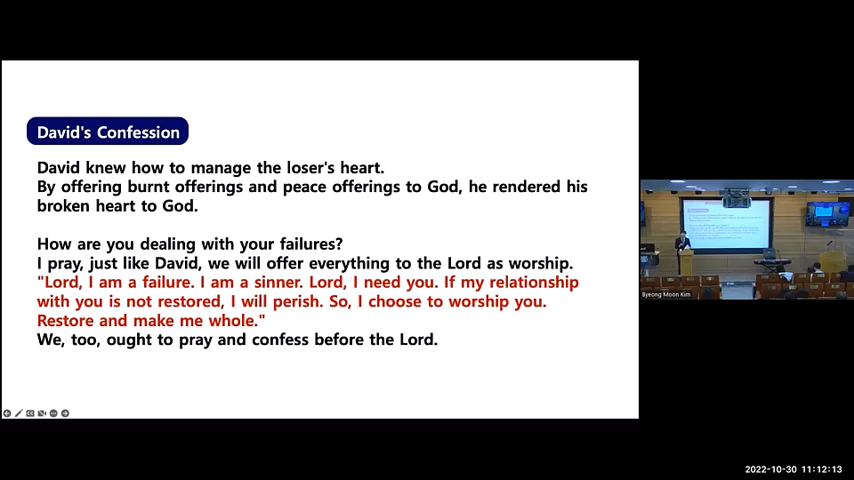 David's Confession
David knew how to manage the loser's heart.
By offering burnt offerings and peace offerings to God, he rendered his
broken heart to God.
How are you dealing with your failures?
I pray, just like David, we will offer everything to the Lord as worship.
"Lord, I am a failure. I am a sinner. Lord, I need you. If my relationship
with you is not restored, I will perish. So, I choose to worship you.
Restore and make me whole."
We, too, ought to pray and confess before the Lord.
Byeong Moon Kim
2022-10-30 11:12:13